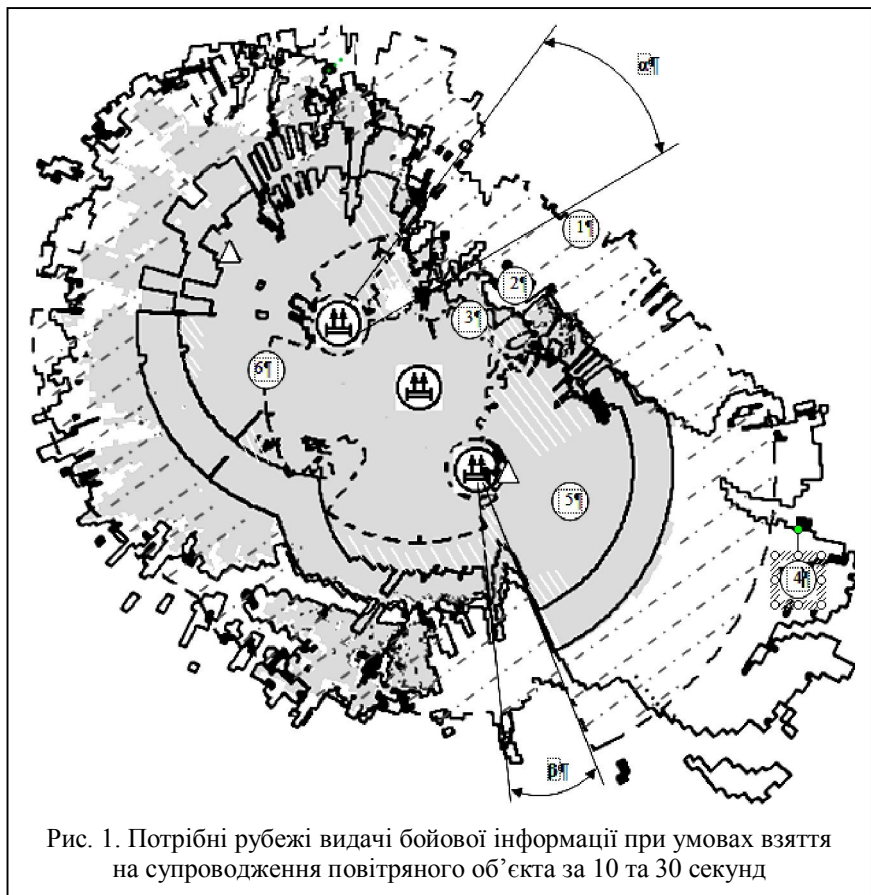 α¶
1¶
2¶
3¶
6¶
5¶
4¶
β¶
Рис. 1. Потрібні рубежі видачі бойової інформації при умовах взяття
на супроводження повітряного об’єкта за 10 та 30 секунд